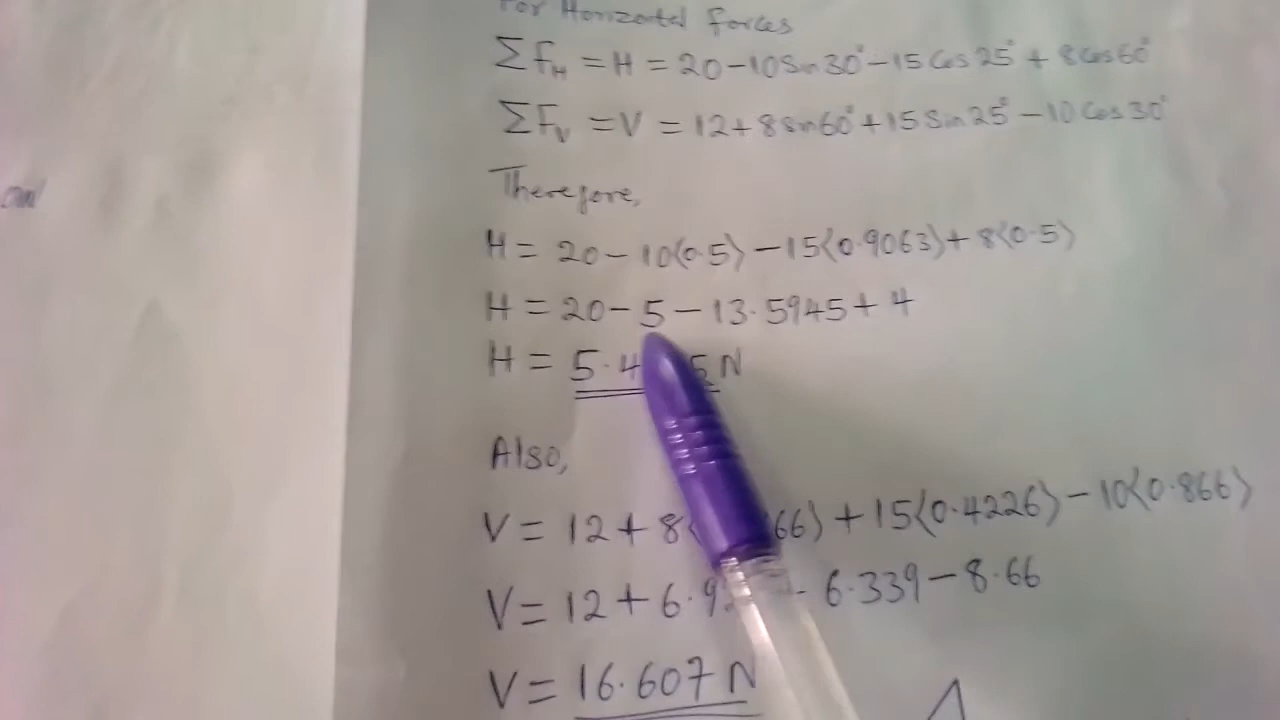 For Horizontal forces
ΣF_H = H = 20 - 10 Sin 30° - 15 Cos 25° + 8 Cos 60°
ΣF_V = V = 12 + 8 sin 60° + 15 Sin 25° - 10 Cos 30°
Therefore,
H = 20 - 10(0.5) - 15(0.9063) + 8(0.5)
H = 20 - 5 - 13.5945 + 4
H = 5.4 5 N
Also,
V = 12 + 8( 66) + 15(0.4226) - 10(0.866)
V = 12 + 6.9 6.339 - 8.66
V = 16.607 N